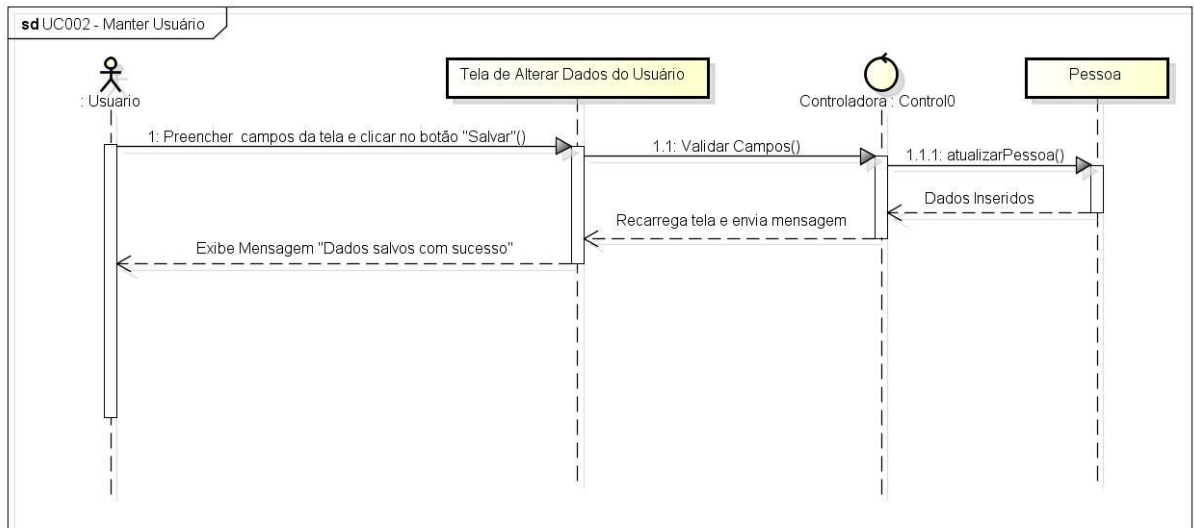 sd UC002 - Manter Usuário
: Usuario
Tela de Alterar Dados do Usuário
Controladora : Control0
Pessoa
1: Preencher campos da tela e clicar no botão "Salvar"()
1.1: Validar Campos()
1.1.1: atualizarPessoa()
Dados Inseridos
Recarrega tela e envia mensagem
Exibe Mensagem "Dados salvos com sucesso"